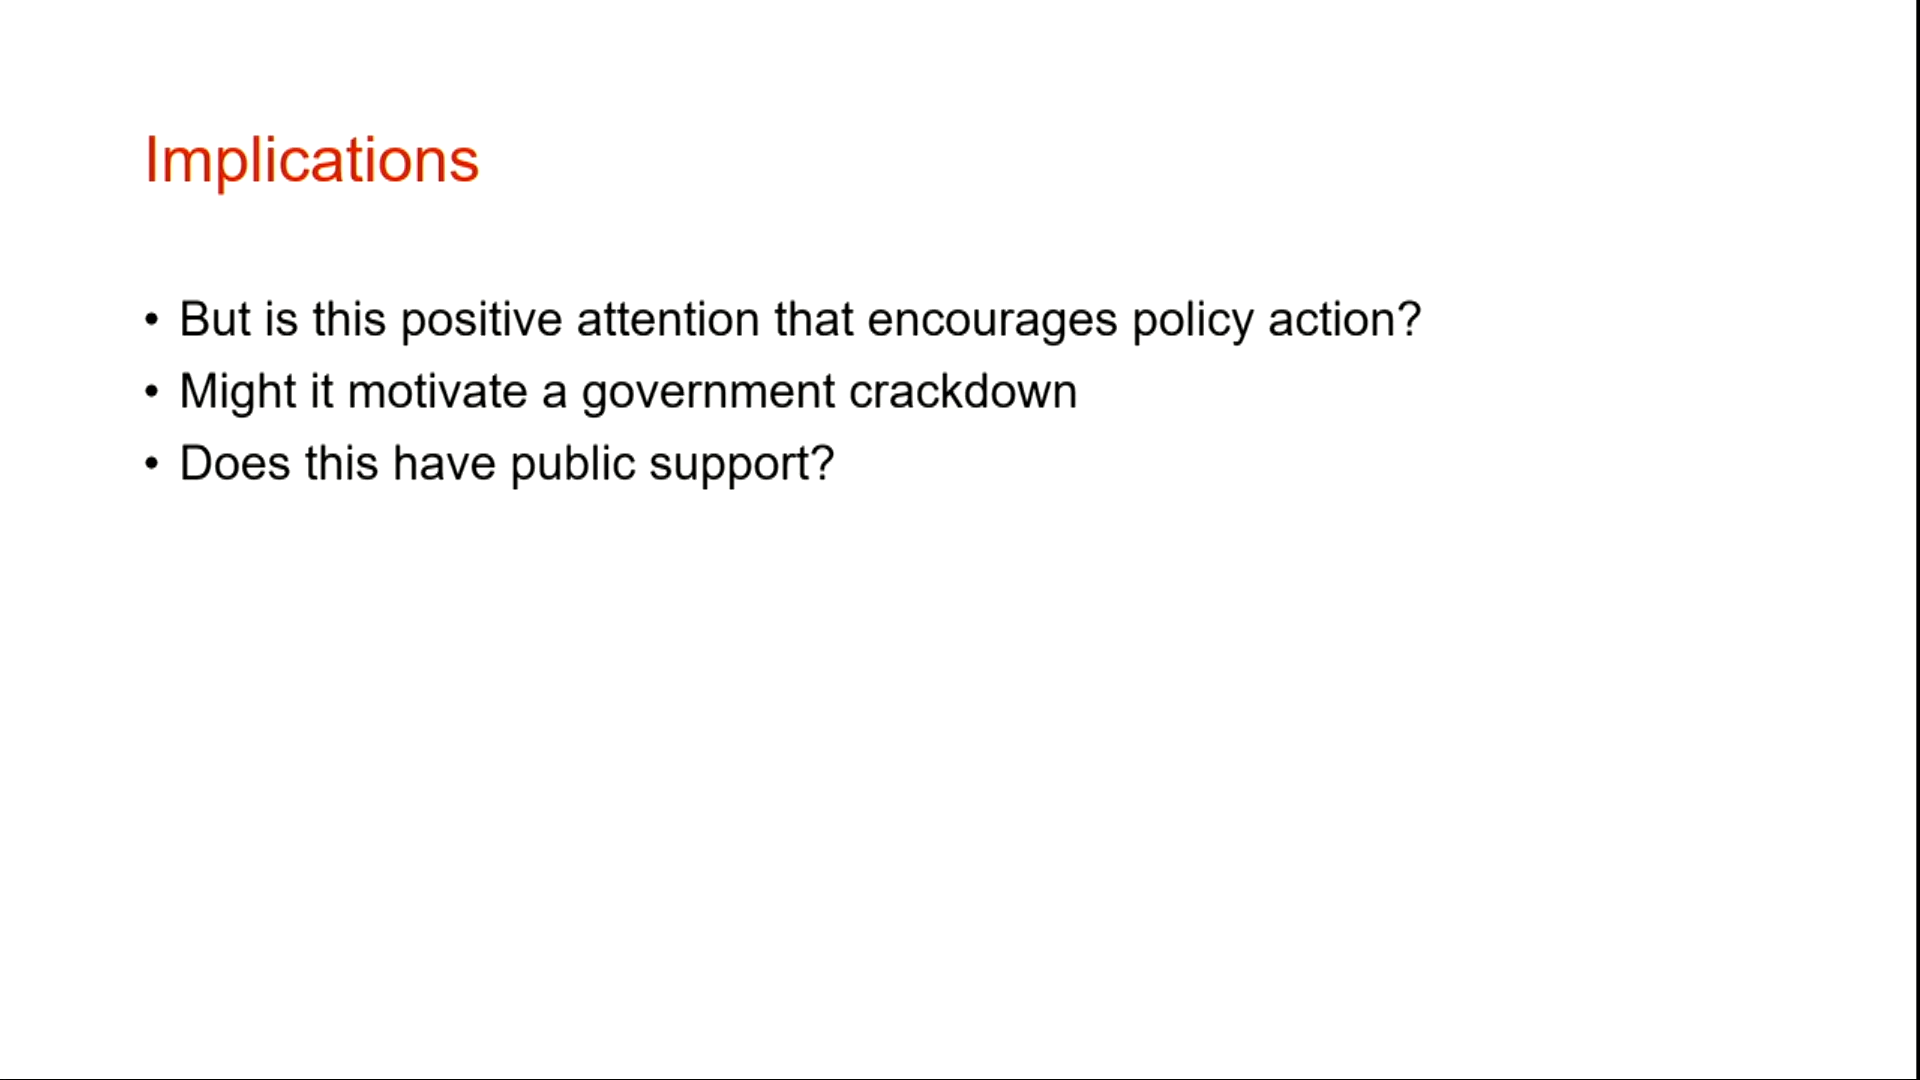 Implications
• But is this positive attention that encourages policy action?
• Might it motivate a government crackdown
• Does this have public support?